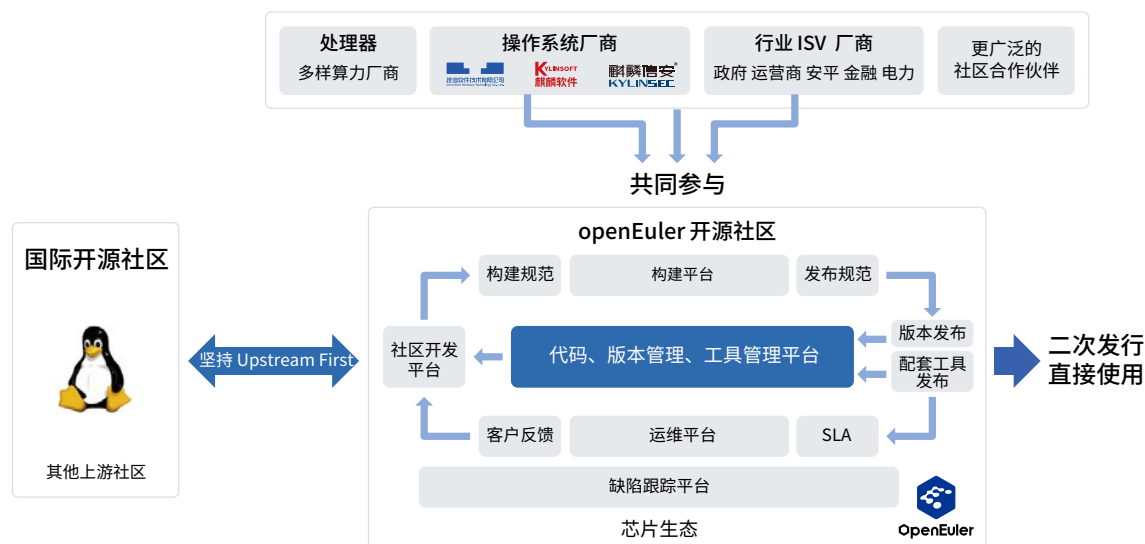 处理器
多样算力厂商
操作系统厂商
KYLINSOFT
麒麟软件
麒麟信安
KYLINSEC
行业 ISV 厂商
政府 运营商 安平 金融 电力
更广泛的
社区合作伙伴
共同参与
国际开源社区
其他上游社区
坚持 Upstream First
openEuler 开源社区
构建规范
构建平台
发布规范
社区开发
平台
代码、版本管理、工具管理平台
版本发布
配套工具
发布
客户反馈
运维平台
SLA
缺陷跟踪平台
芯片生态
OpenEuler
二次发行
直接使用